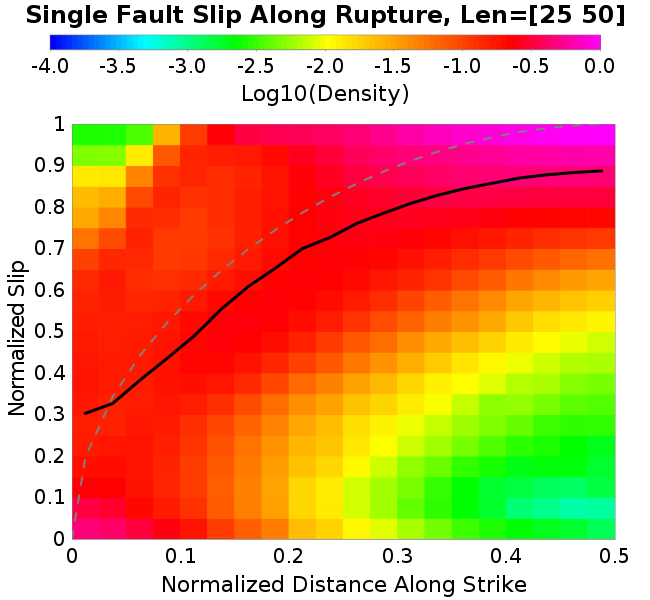 Single Fault Slip Along Rupture, Len=[25 50]
-4.0 -3.5 -3.0 -2.5 -2.0 -1.5 -1.0 -0.5 0.0
Log10(Density)
Normalized Slip
1
0.9
0.8
0.7
0.6
0.5
0.4
0.3
0.2
0.1
0
0 0.1 0.2 0.3 0.4 0.5
Normalized Distance Along Strike